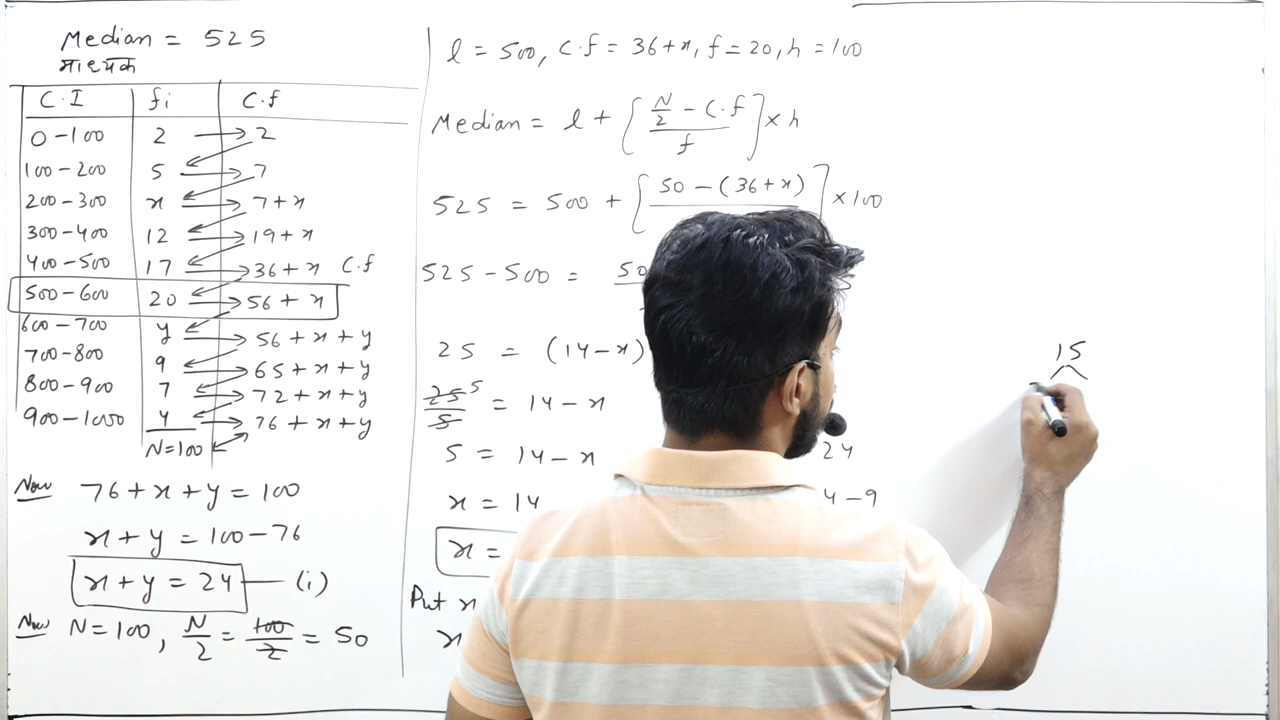 Median = 525
माध्यक
C.I fi C.f
0-100 2 → 2
100-200 5 → 7
200-300 x → 7+x
300-400 12 → 19+x
400-500 17 → 36+x C.f
500-600 20 → 56+x
600-700 y → 56+x+y
700-800 9 → 65+x+y
800-900 7 → 72+x+y
900-1000 4 → 76+x+y
N=100
Now 76+x+y = 100
x+y = 100-76
x+y = 24 — (i)
Now N=100, N/2 = 100/2 = 50
l = 500, C.f = 36+x, f = 20, h = 100
Median = l + [(N/2 - C.f)/f] × h
525 = 500 + [50-(36+x)] × 100
525-500 = 50
25 = (14-x)
25/5 5 = 14-x
5 = 14-x
24
x = 14
4-9
x =
Put x
x
15